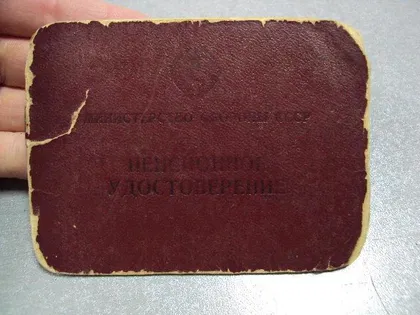 МИНИСТЕРСТВО ОБОРОНЫ СССР
ПЕНСИОННОЕ
УДОСТОВЕРЕНИЕ